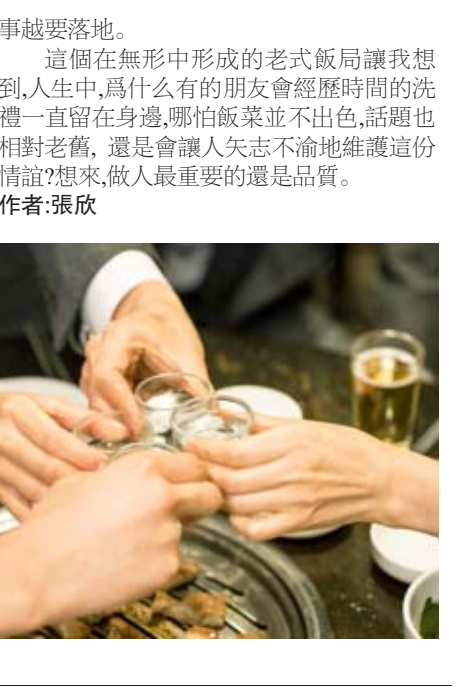 事越要落地。
這個在無形中形成的老式飯局讓我想
到,人生中,爲什么有的朋友會經歷時間的洗
禮一直留在身邊,哪怕飯菜並不出色,話題也
相對老舊, 還是會讓人矢志不渝地維護這份
情誼?想來,做人最重要的還是品質。
作者:張欣